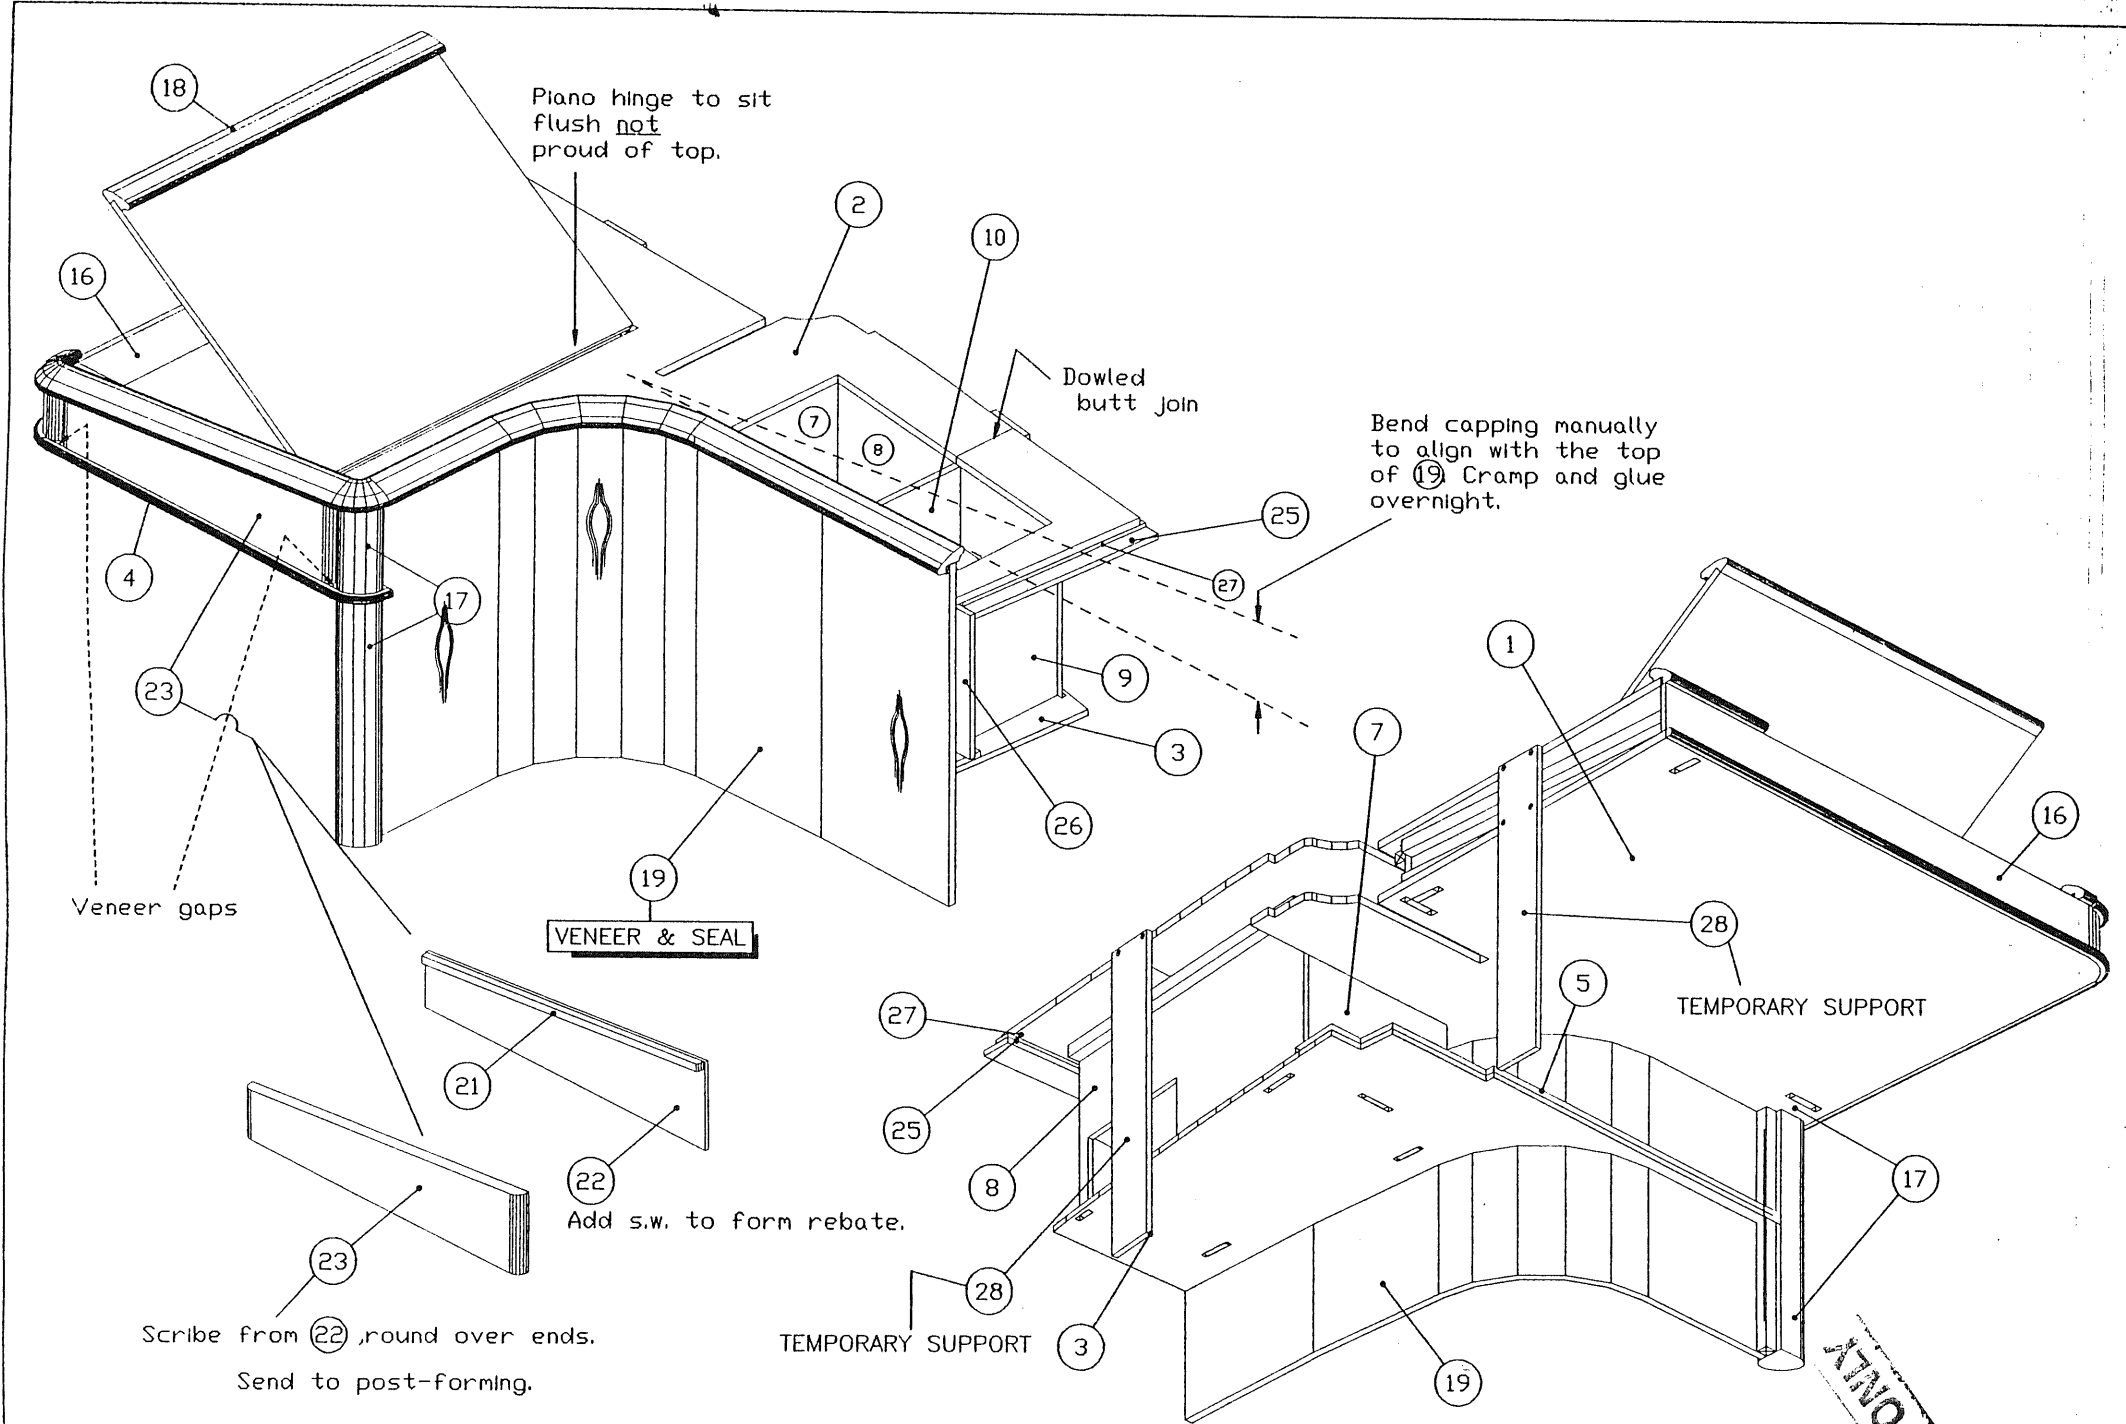 18
Piano hinge to sit
flush not
proud of top.
2
10
16
7
8
Dowled
butt join
Bend capping manually
to align with the top
of 19. Cramp and glue
overnight.
25
4
17
27
23
9
3
26
19
VENEER & SEAL
Veneer gaps
1
7
16
28
TEMPORARY SUPPORT
5
27
25
8
21
22
Add s.w. to form rebate.
23
Scribe from 22 ,round over ends.
Send to post-forming.
28
TEMPORARY SUPPORT
3
17
19
ONLY